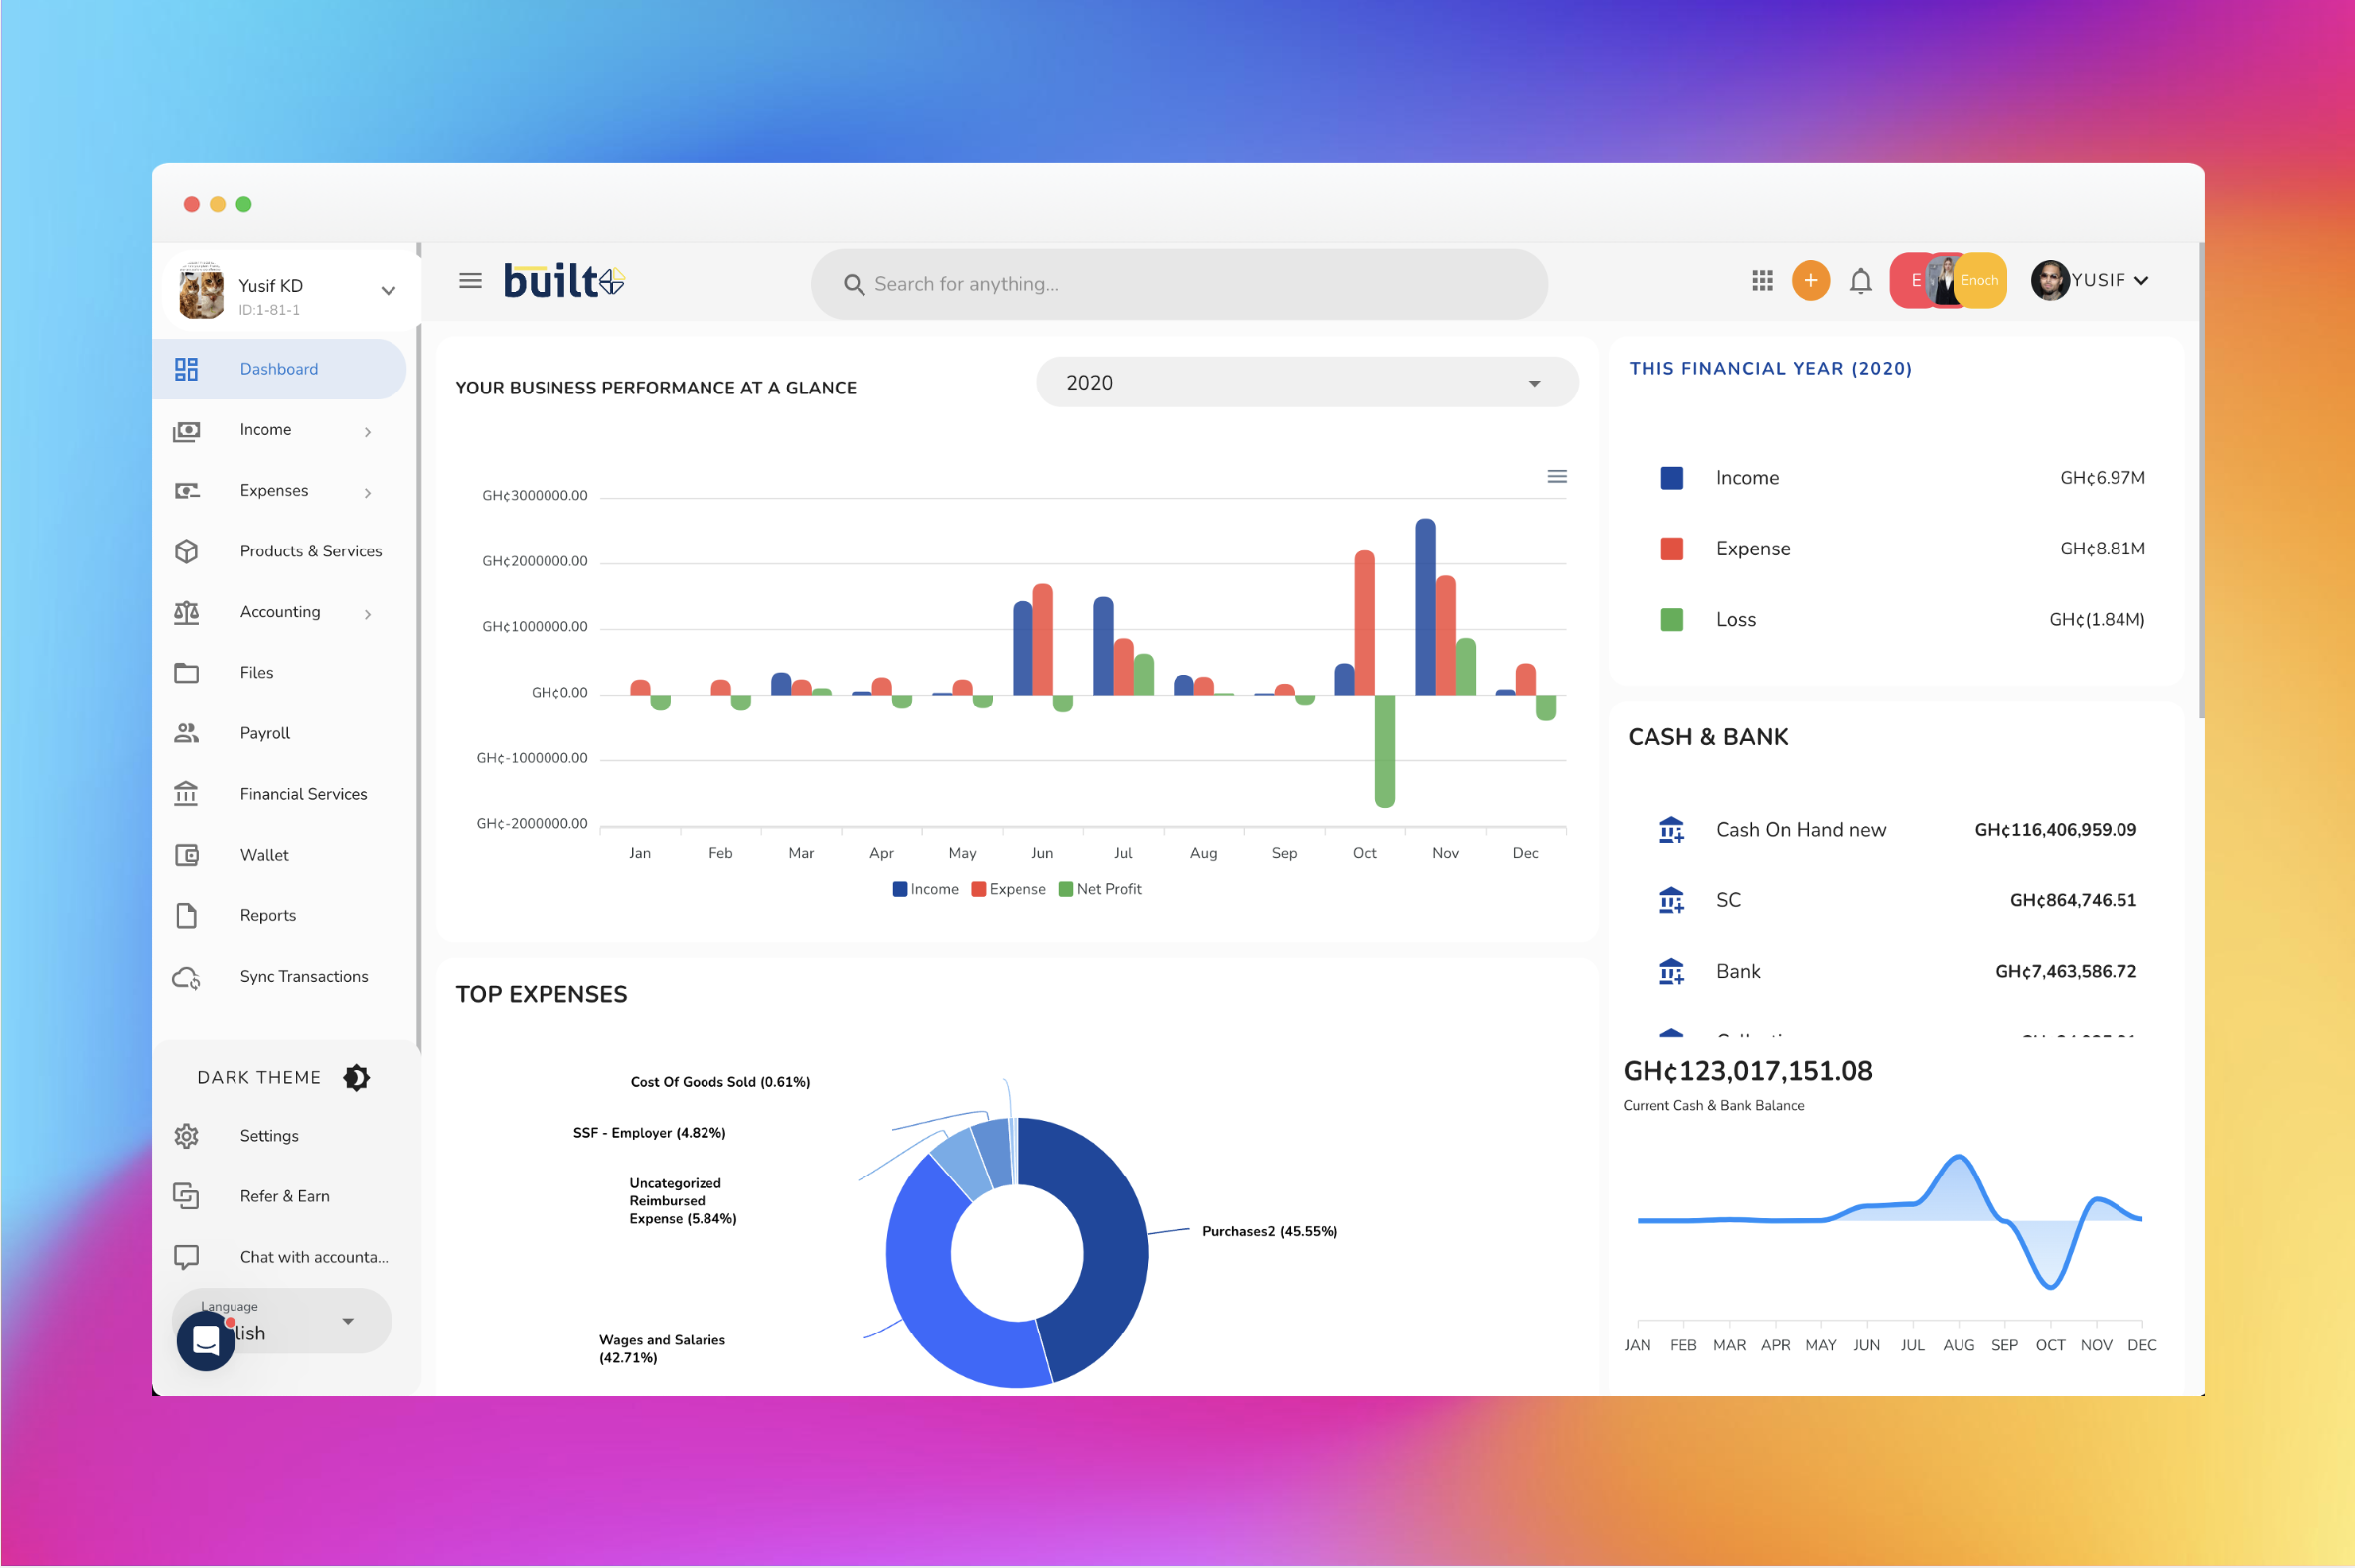 Yusif KD
ID:1-81-1
Dashboard
Income
Expenses
Products & Services
Accounting
Files
Payroll
Financial Services
Wallet
Reports
Sync Transactions
DARK THEME
Settings
Refer & Earn
Chat with accounta...
Language
lish
built
Search for anything...
E
Enoch
YUSIF
YOUR BUSINESS PERFORMANCE AT A GLANCE
2020
GH¢3000000.00
GH¢2000000.00
GH¢1000000.00
GH¢0.00
GH¢-1000000.00
GH¢-2000000.00
Jan Feb Mar Apr May Jun Jul Aug Sep Oct Nov Dec
Income Expense Net Profit
TOP EXPENSES
Cost Of Goods Sold (0.61%)
SSF - Employer (4.82%)
Uncategorized
Reimbursed
Expense (5.84%)
Purchases2 (45.55%)
Wages and Salaries
(42.71%)
THIS FINANCIAL YEAR (2020)
Income GH¢6.97M
Expense GH¢8.81M
Loss GH¢(1.84M)
CASH & BANK
Cash On Hand new GH¢116,406,959.09
SC GH¢864,746.51
Bank GH¢7,463,586.72
GH¢123,017,151.08
Current Cash & Bank Balance
JAN FEB MAR APR MAY JUN JUL AUG SEP OCT NOV DEC